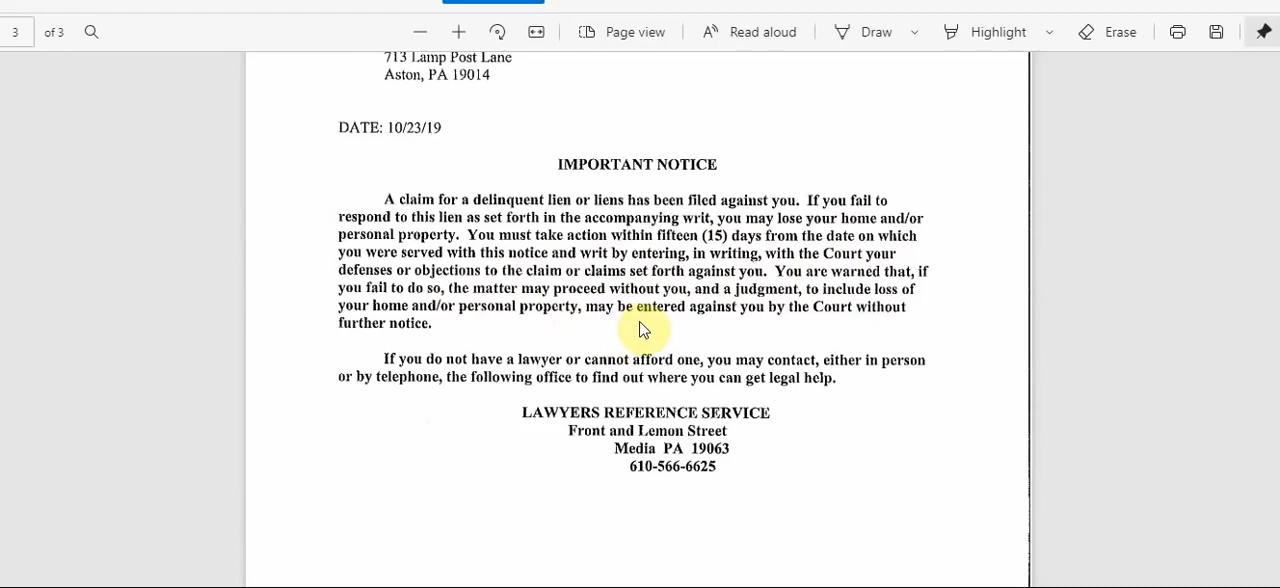 3 of 3 Page view Read aloud Draw Highlight Erase
713 Lamp Post Lane
Aston, PA 19014
DATE: 10/23/19
IMPORTANT NOTICE
A claim for a delinquent lien or liens has been filed against you. If you fail to
respond to this lien as set forth in the accompanying writ, you may lose your home and/or
personal property. You must take action within fifteen (15) days from the date on which
you were served with this notice and writ by entering, in writing, with the Court your
defenses or objections to the claim or claims set forth against you. You are warned that, if
you fail to do so, the matter may proceed without you, and a judgment, to include loss of
your home and/or personal property, may be entered against you by the Court without
further notice.
If you do not have a lawyer or cannot afford one, you may contact, either in person
or by telephone, the following office to find out where you can get legal help.
LAWYERS REFERENCE SERVICE
Front and Lemon Street
Media PA 19063
610-566-6625